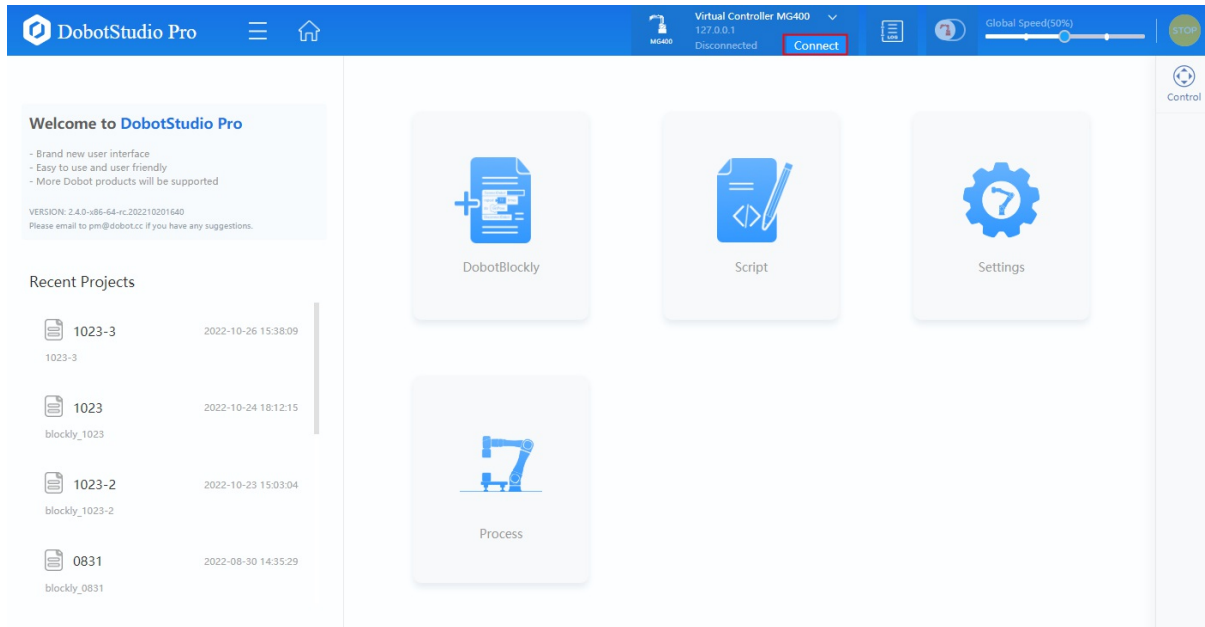 DobotStudio Pro
MG400
Virtual Controller MG400
127.0.0.1
Disconnected
Connect
LOG
Global Speed(50%)
STOP
Control
Welcome to DobotStudio Pro
- Brand new user interface
- Easy to use and user friendly
- More Dobot products will be supported
VERSION: 2.4.0-x86-64-rc.202210201640
Please email to pm@dobot.cc if you have any suggestions.
Recent Projects
1023-3 2022-10-26 15:38:09
1023-3
1023 2022-10-24 18:12:15
blockly_1023
1023-2 2022-10-23 15:03:04
blockly_1023-2
0831 2022-08-30 14:35:29
blockly_0831
DobotBlockly
Script
Settings
Process